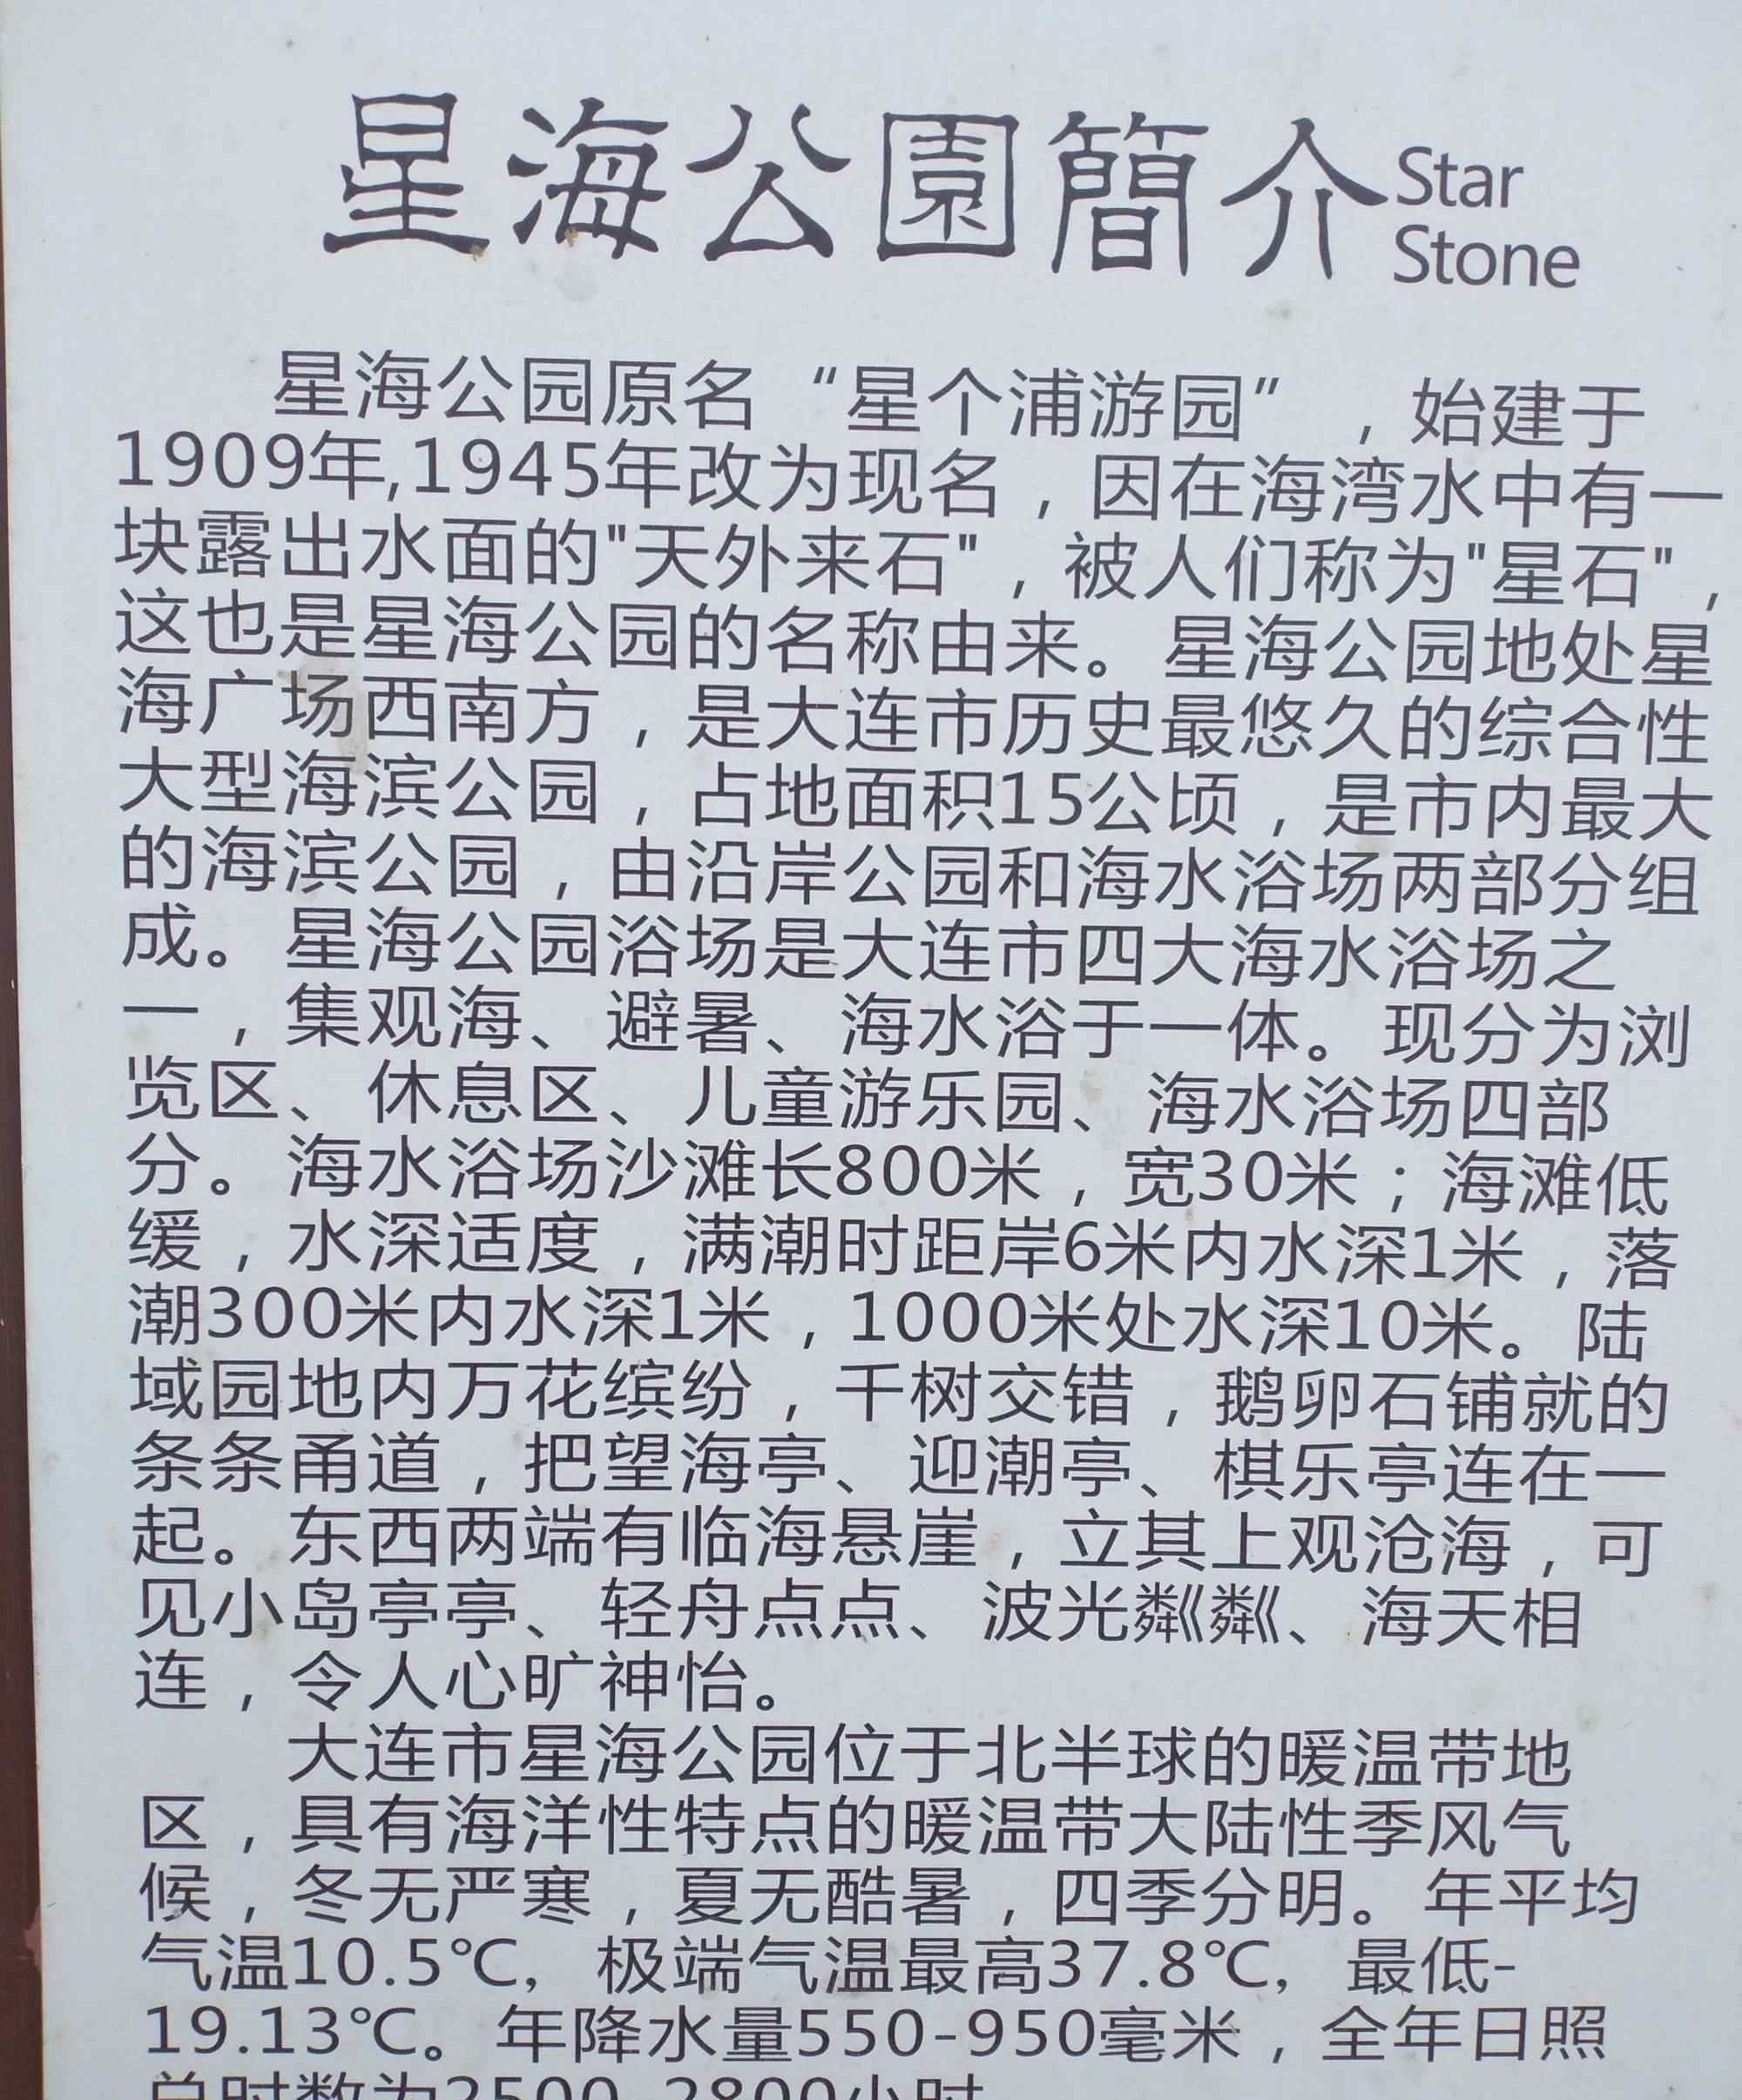 星海公園簡介
Star
Stone
星海公园原名“星个浦游园”，始建于
1909年,1945年改为现名，因在海湾水中有一
块露出水面的"天外来石"，被人们称为"星石"，
这也是星海公园的名称由来。星海公园地处星
海广场西南方，是大连市历史最悠久的综合性
大型海滨公园，占地面积15公顷，是市内最大
的海滨公园，由沿岸公园和海水浴场两部分组
成。星海公园浴场是大连市四大海水浴场之
一，集观海、避暑、海水浴于一体。现分为浏
览区、休息区、儿童游乐园、海水浴场四部
分。海水浴场沙滩长800米，宽30米；海滩低
缓，水深适度，满潮时距岸6米内水深1米，落
潮300米内水深1米，1000米处水深10米。陆
域园地内万花缤纷，千树交错，鹅卵石铺就的
条条甬道，把望海亭、迎潮亭、棋乐亭连在一
起。东西两端有临海悬崖，立其上观沧海，可
见小岛亭亭、轻舟点点、波光粼粼、海天相
连，令人心旷神怡。
大连市星海公园位于北半球的暖温带地
区，具有海洋性特点的暖温带大陆性季风气
候，冬无严寒，夏无酷暑，四季分明。年平均
气温10.5℃，极端气温最高37.8℃，最低-
19.13℃。年降水量550-950毫米，全年日照
总时数为2500-2800小时